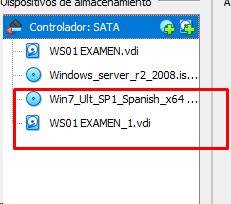 Dispositivos de almacenamiento
Controlador: SATA
WS01 EXAMEN.vdi
Windows_server_r2_2008.is...
Win7_Ult_SP1_Spanish_x64 ...
WS01 EXAMEN_1.vdi